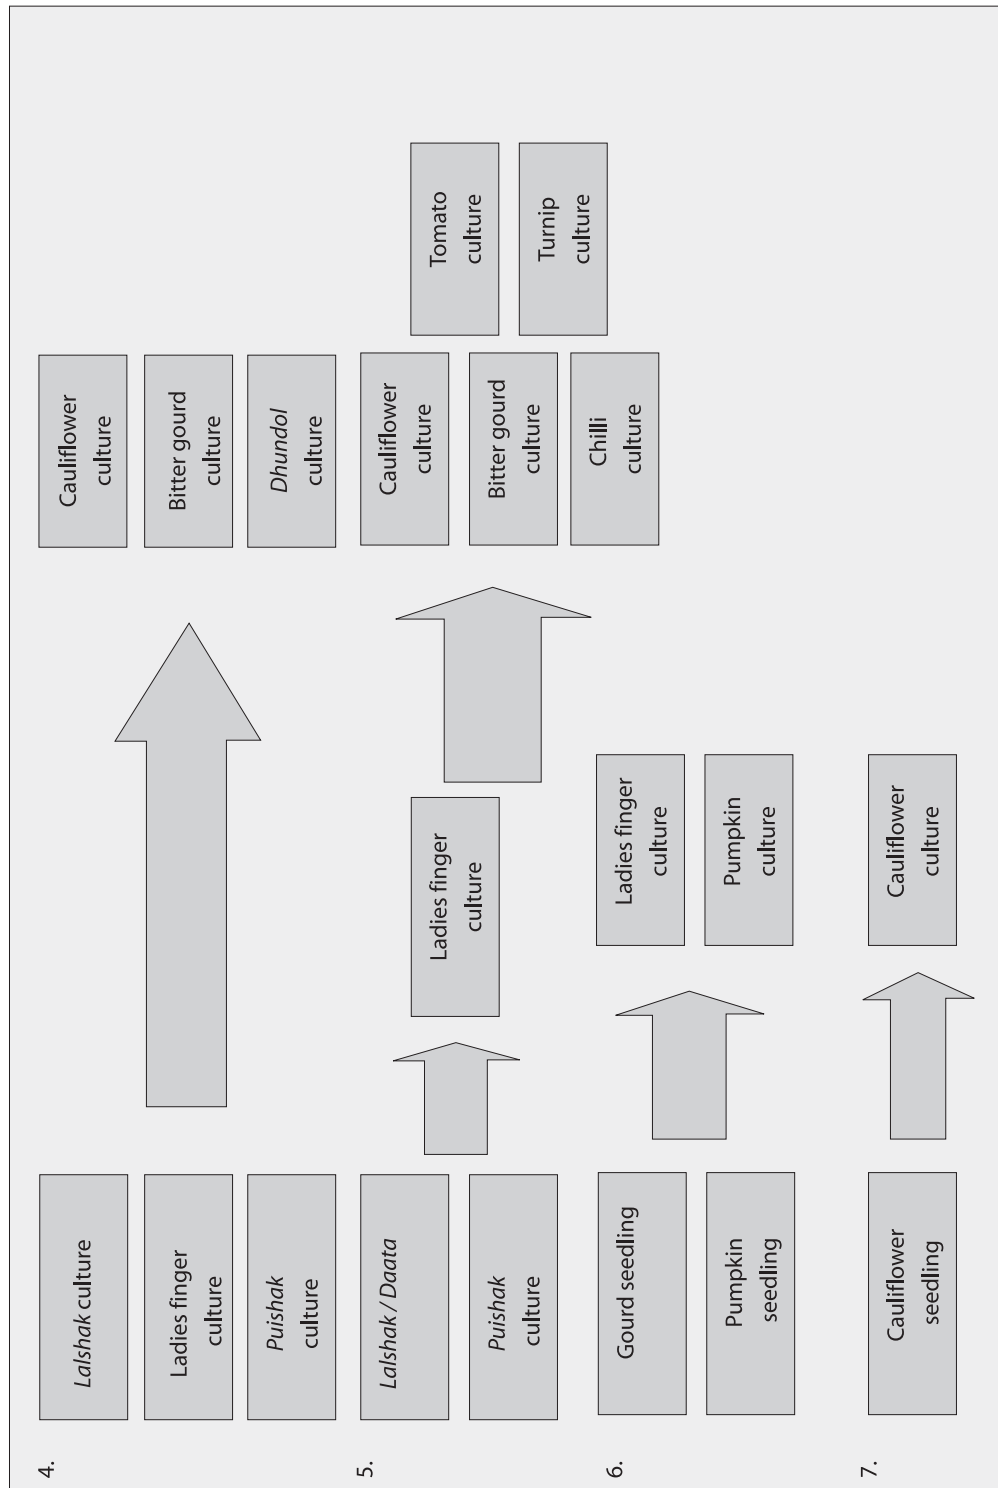 4.
Lalshak culture
Ladies finger
culture
Puishak
culture
Cauliflower
culture
Bitter gourd
culture
Dhundol
culture
5.
Lalshak / Daata
Puishak
culture
Ladies finger
culture
Cauliflower
culture
Bitter gourd
culture
Chilli
culture
Tomato
culture
Turnip
culture
6.
Gourd seedling
Pumpkin
seedling
Ladies finger
culture
Pumpkin
culture
7.
Cauliflower
seedling
Cauliflower
culture